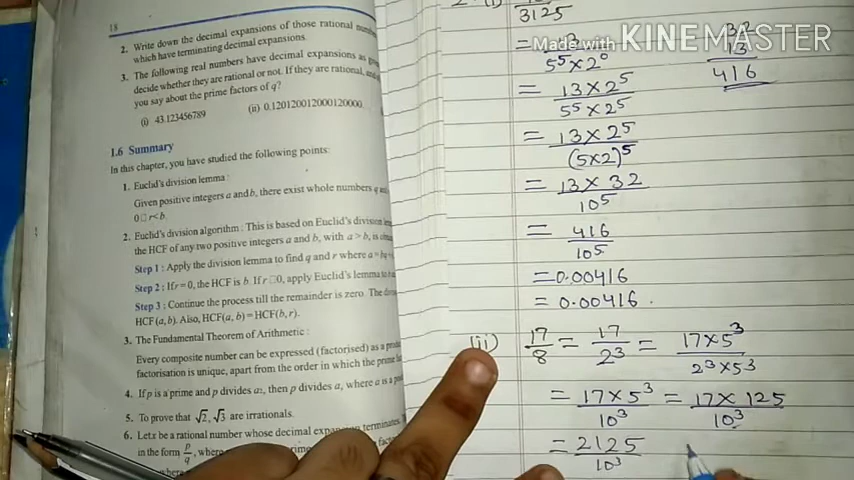 18
2. Write down the decimal expansions of those rational
which have terminating decimal expansions.
3. The following real numbers have decimal expansions as
decide whether they are rational or not. If they are rational,
you say about the prime factors of q?
(i) 43.123456789 (ii) 0.120120012000120000
1.6 Summary
In this chapter, you have studied the following points:
1. Euclid's division lemma :
Given positive integers a and b, there exist whole numbers q
0□ r<b.
2. Euclid's division algorithm : This is based on Euclid's division
the HCF of any two positive integers a and b, with a > b, is
Step 1 : Apply the division lemma to find q and r where a =
Step 2 : If r = 0, the HCF is b. If r □0, apply Euclid's lemma to
Step 3 : Continue the process till the remainder is zero. The
HCF (a, b). Also, HCF(a, b) = HCF(b, r).
3. The Fundamental Theorem of Arithmetic :
Every composite number can be expressed (factorised) as a
factorisation is unique, apart from the order in which the prime
4. If p is a prime and p divides a2, then p divides a, where a is a
5. To prove that √2, √3 are irrationals.
6. Let x be a rational number whose decimal expansion terminates.
in the form p/q, where
3125
= 13 / 5⁵ × 2⁰
= 13 × 2⁵ / 5⁵ × 2⁵
= 13 × 2⁵ / (5×2)⁵
= 13 × 32 / 10⁵
= 416 / 10⁵
= 0.00416
= 0.00416.
(ii) 17/8 = 17/2³ = 17×5³ / 2³×5³
= 17×5³ / 10³ = 17×125 / 10³
= 2125 / 10³
32
13
416
Made with KINEMASTER